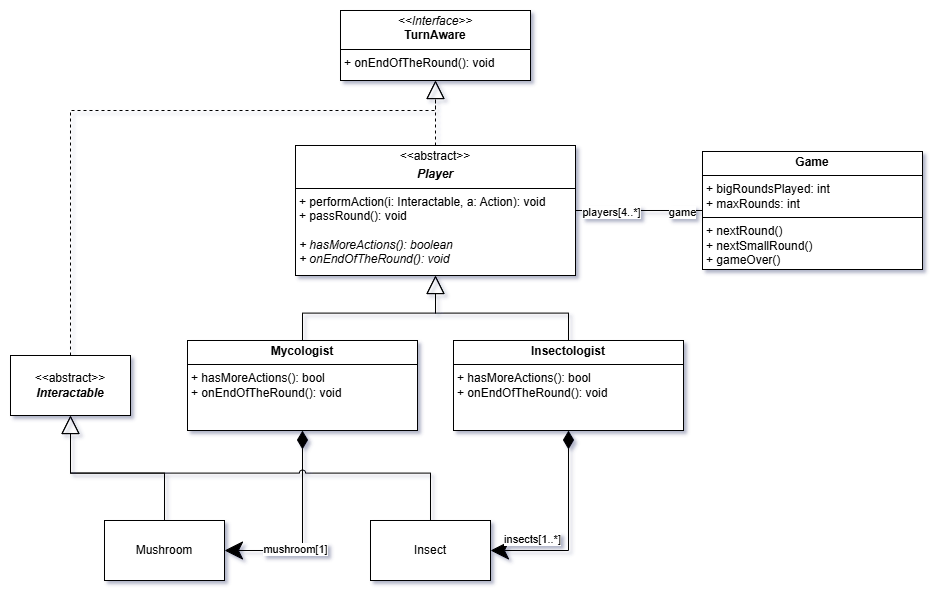 <<Interface>>
TurnAware
+ onEndOfTheRound(): void
<<abstract>>
Player
+ performAction(i: Interactable, a: Action): void
+ passRound(): void
+ hasMoreActions(): boolean
+ onEndOfTheRound(): void
players[4..*]
game
Game
+ bigRoundsPlayed: int
+ maxRounds: int
+ nextRound()
+ nextSmallRound()
+ gameOver()
<<abstract>>
Interactable
Mycologist
+ hasMoreActions(): bool
+ onEndOfTheRound(): void
Insectologist
+ hasMoreActions(): bool
+ onEndOfTheRound(): void
Mushroom
mushroom[1]
Insect
insects[1..*]